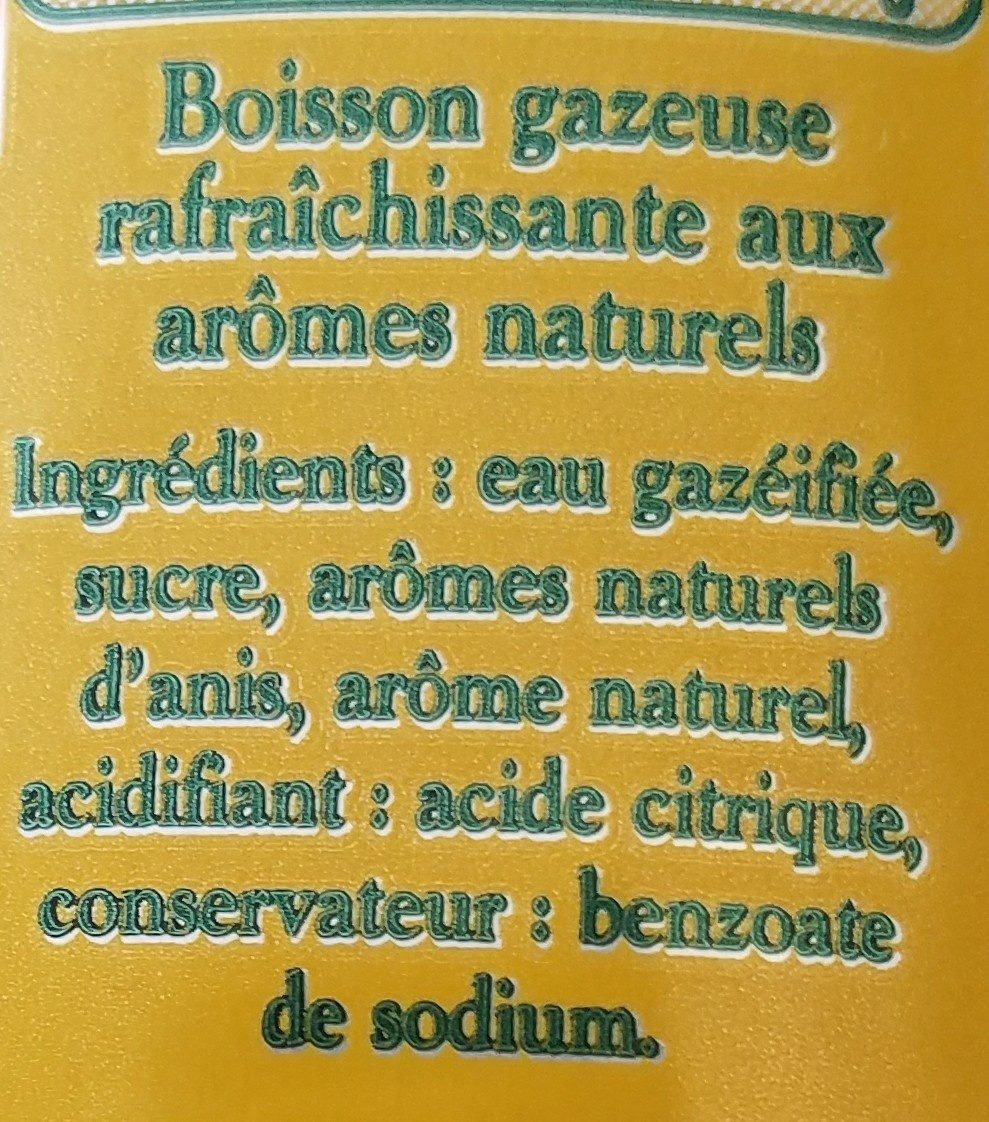 Boisson gazeuse
rafraîchissante aux
arômes naturels
Ingrédients : eau gazéifiée,
sucre, arômes naturels
d'anis, arôme naturel,
acidifiant : acide citrique,
conservateur : benzoate
de sodium.